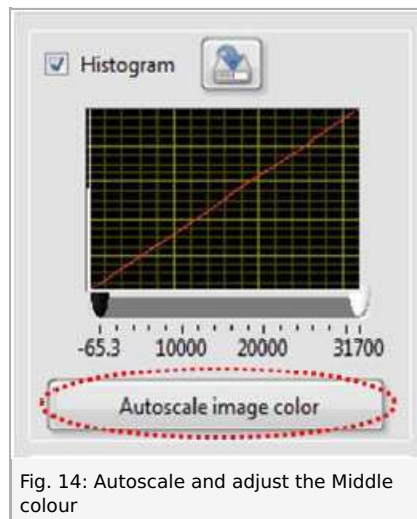 Histogram
-65.3 10000 20000 31700
Autoscale image color
Fig. 14: Autoscale and adjust the Middle
colour